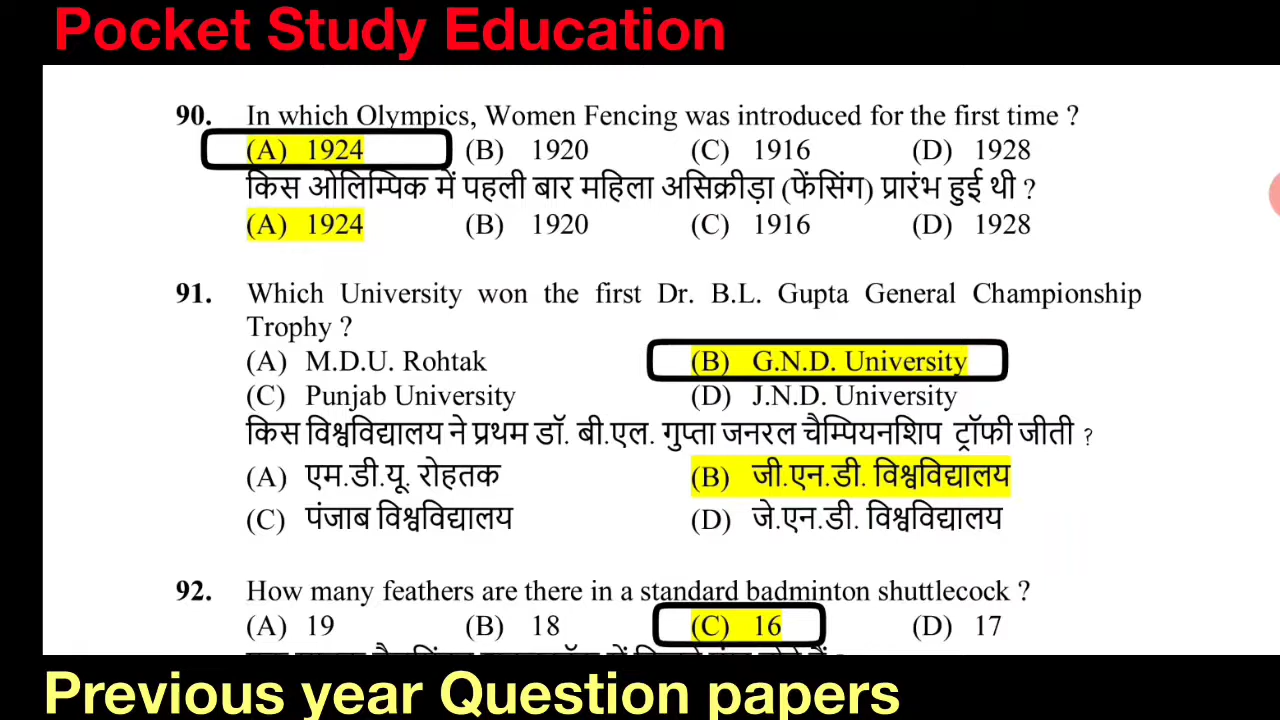 Pocket Study Education
90. In which Olympics, Women Fencing was introduced for the first time ?
(A) 1924 (B) 1920 (C) 1916 (D) 1928
किस ओलिम्पिक में पहली बार महिला असिक्रीड़ा (फेंसिंग) प्रारंभ हुई थी ?
(A) 1924 (B) 1920 (C) 1916 (D) 1928
91. Which University won the first Dr. B.L. Gupta General Championship
Trophy ?
(A) M.D.U. Rohtak (B) G.N.D. University
(C) Punjab University (D) J.N.D. University
किस विश्वविद्यालय ने प्रथम डॉ. बी.एल. गुप्ता जनरल चैम्पियनशिप ट्रॉफी जीती ?
(A) एम.डी.यू. रोहतक (B) जी.एन.डी. विश्वविद्यालय
(C) पंजाब विश्वविद्यालय (D) जे.एन.डी. विश्वविद्यालय
92. How many feathers are there in a standard badminton shuttlecock ?
(A) 19 (B) 18 (C) 16 (D) 17
Previous year Question papers